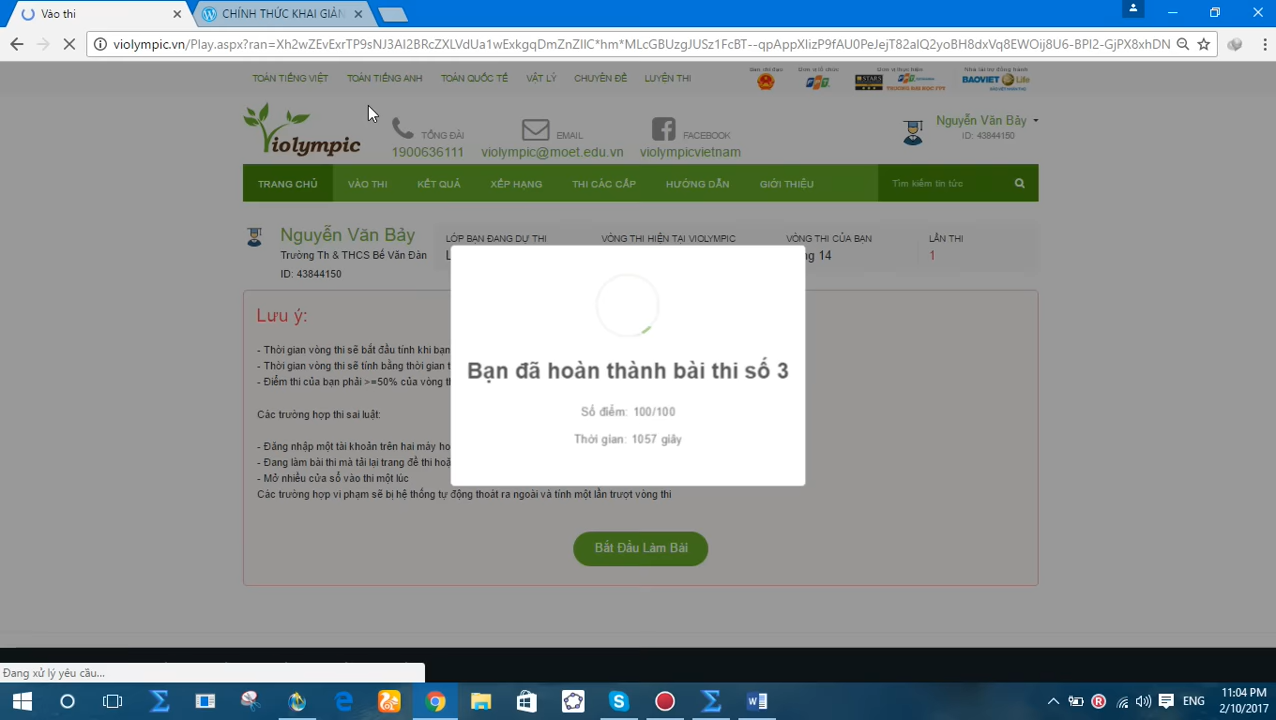 Vào thi
CHÍNH THỨC KHAI GIẢN
violympic.vn/Play.aspx?ran=Xh2wZEvExrTP9sNJ3AI2BRcZXLVdUa1wExkgqDmZnZIIC*hm*MLcGBUzgJUSz1FcBT--qpAppXlizP9fAU0PeJejT82alQ2yoBH8dxVq8EWOij8U6-BPI2-GjPX8xhDN
TOÁN TIẾNG VIỆT TOÁN TIẾNG ANH TOÁN QUỐC TẾ VẬT LÝ CHUYÊN ĐỀ LUYỆN THI
STARS FPT BAOVIET Life
TRƯỜNG ĐẠI HỌC FPT
Violympic
TỔNG ĐÀI
1900636111
EMAIL
violympic@moet.edu.vn
FACEBOOK
violympicvietnam
Nguyễn Văn Bảy
ID: 43844150
TRANG CHỦ VÀO THI KẾT QUẢ XẾP HẠNG THI CÁC CẤP HƯỚNG DẪN GIỚI THIỆU Tìm kiếm tin tức
Nguyễn Văn Bảy
Trường Th & THCS Bế Văn Đàn
ID: 43844150
LỚP BẠN ĐANG DỰ THI VÒNG THI HIỆN TẠI VIOLYMPIC VÒNG THI CỦA BẠN LẦN THI
L g 14 1
Lưu ý:
- Thời gian vòng thi sẽ bắt đầu tính khi bạn
- Thời gian vòng thi sẽ tính bằng thời gian t
- Điểm thi của bạn phải >=50% của vòng th
Các trường hợp thi sai luật:
- Đăng nhập một tài khoản trên hai máy ho
- Đang làm bài thi mà tải lại trang đề thi hoặ
- Mở nhiều cửa sổ vào thi một lúc
Các trường hợp vi phạm sẽ bị hệ thống tự động thoát ra ngoài và tính một lần trượt vòng thi
Bạn đã hoàn thành bài thi số 3
Số điểm: 100/100
Thời gian: 1057 giây
Bắt Đầu Làm Bài
Đang xử lý yêu cầu...
ENG
11:04 PM
2/10/2017